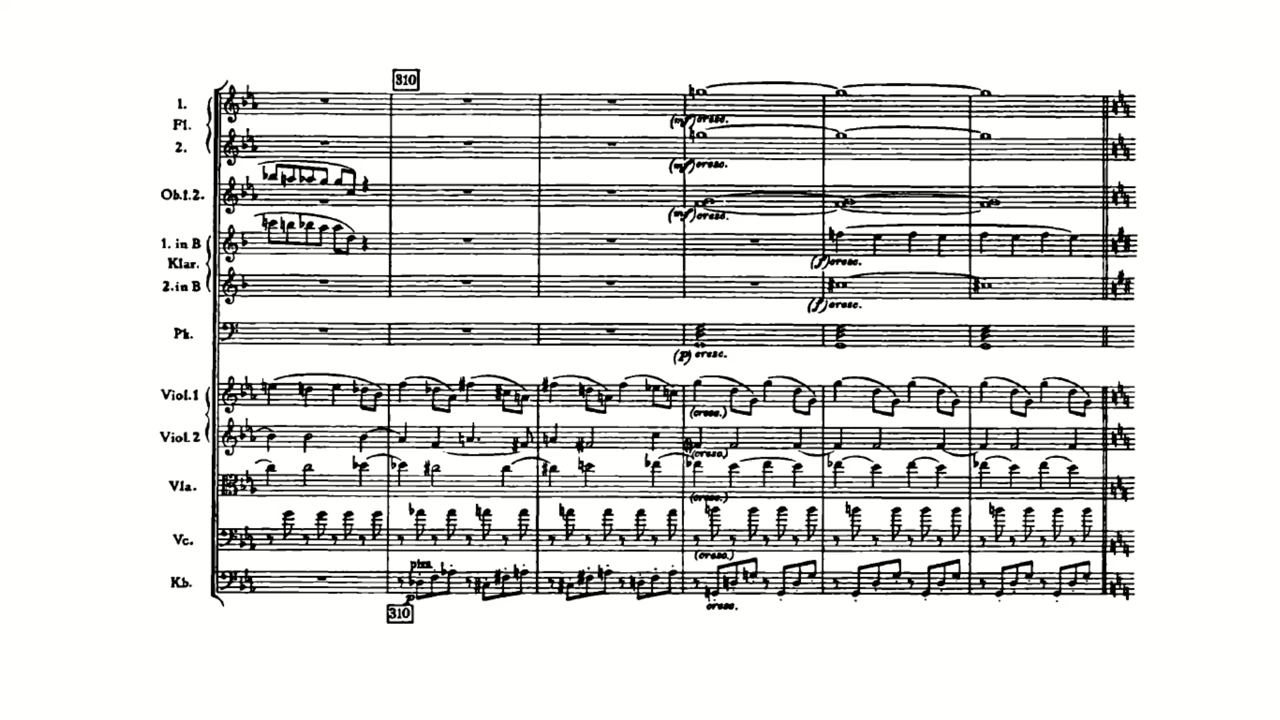 310
1.
Fl.
2.
(mf) cresc.
(mf) cresc.
Ob.1.2.
(mf) cresc.
1. in B
Klar.
2. in B
(f) cresc.
(f) cresc.
Pk.
(p) cresc.
Viol.1
(cresc.)
Viol.2
(cresc.)
Vla.
(cresc.)
Vc.
(cresc.)
Kb.
pizz.
p
cresc.
310